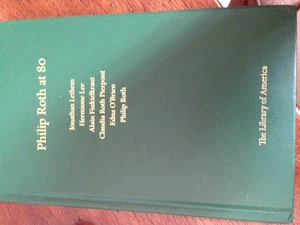 Philip Roth at 80
Jonathan Lethem
Hermione Lee
Alain Finkielkraut
Claudia Roth Pierpont
Edna O'Brien
Philip Roth
The Library of America